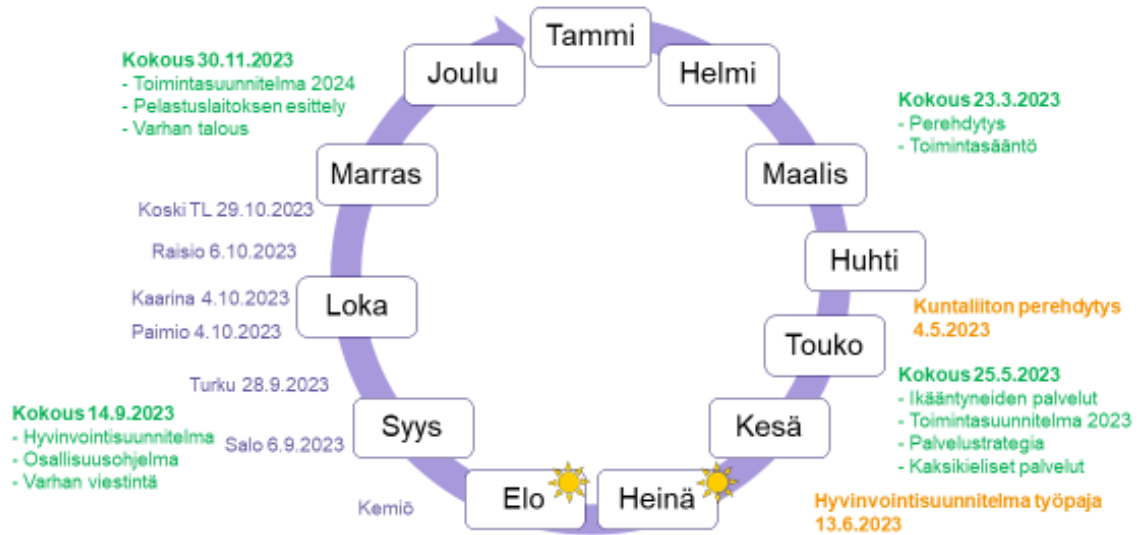 Tammi
Helmi
Maalis
Huhti
Touko
Kesä
Heinä
Elo
Syys
Loka
Marras
Joulu
Kokous 23.3.2023
- Perehdytys
- Toimintasääntö
Kuntaliiton perehdytys
4.5.2023
Kokous 25.5.2023
- Ikääntyneiden palvelut
- Toimintasuunnitelma 2023
- Palvelustrategia
- Kaksikieliset palvelut
Hyvinvointisuunnitelma työpaja
13.6.2023
Kemiö
Salo 6.9.2023
Kokous 14.9.2023
- Hyvinvointisuunnitelma
- Osallisuusohjelma
- Varhan viestintä
Turku 28.9.2023
Paimio 4.10.2023
Kaarina 4.10.2023
Raisio 6.10.2023
Koski TL 29.10.2023
Kokous 30.11.2023
- Toimintasuunnitelma 2024
- Pelastuslaitoksen esittely
- Varhan talous